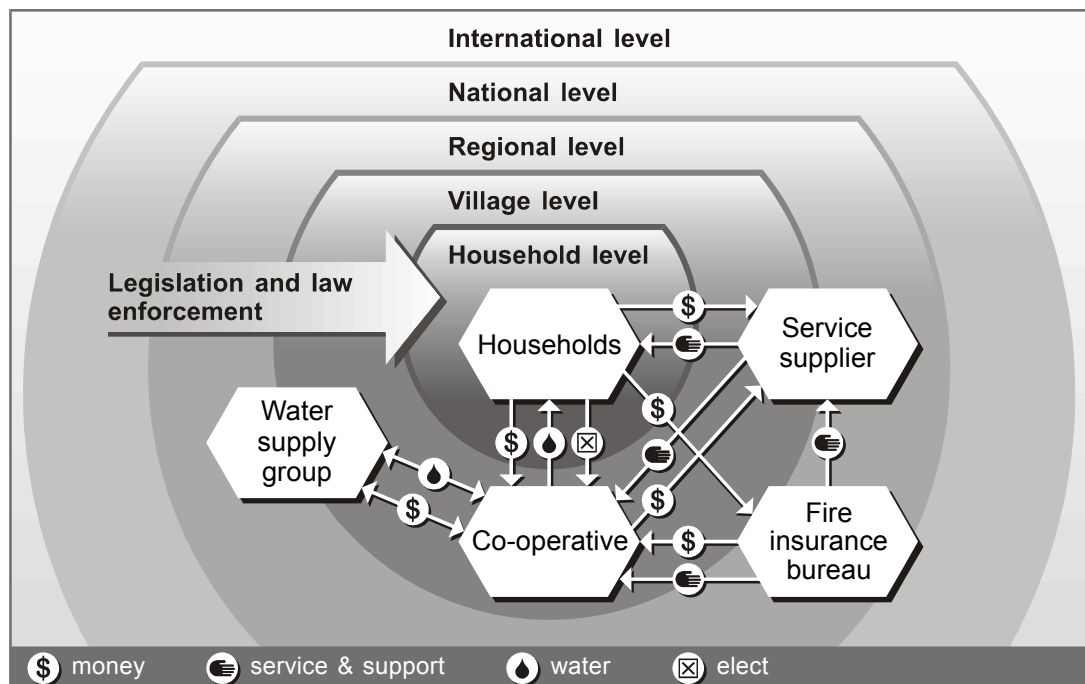 International level
National level
Regional level
Village level
Household level
Legislation and law
enforcement
Households
$
Service
supplier
$
Water
supply
group
$
$
$
Co-operative
$
Fire
insurance
bureau
$ money
service & support
water
elect